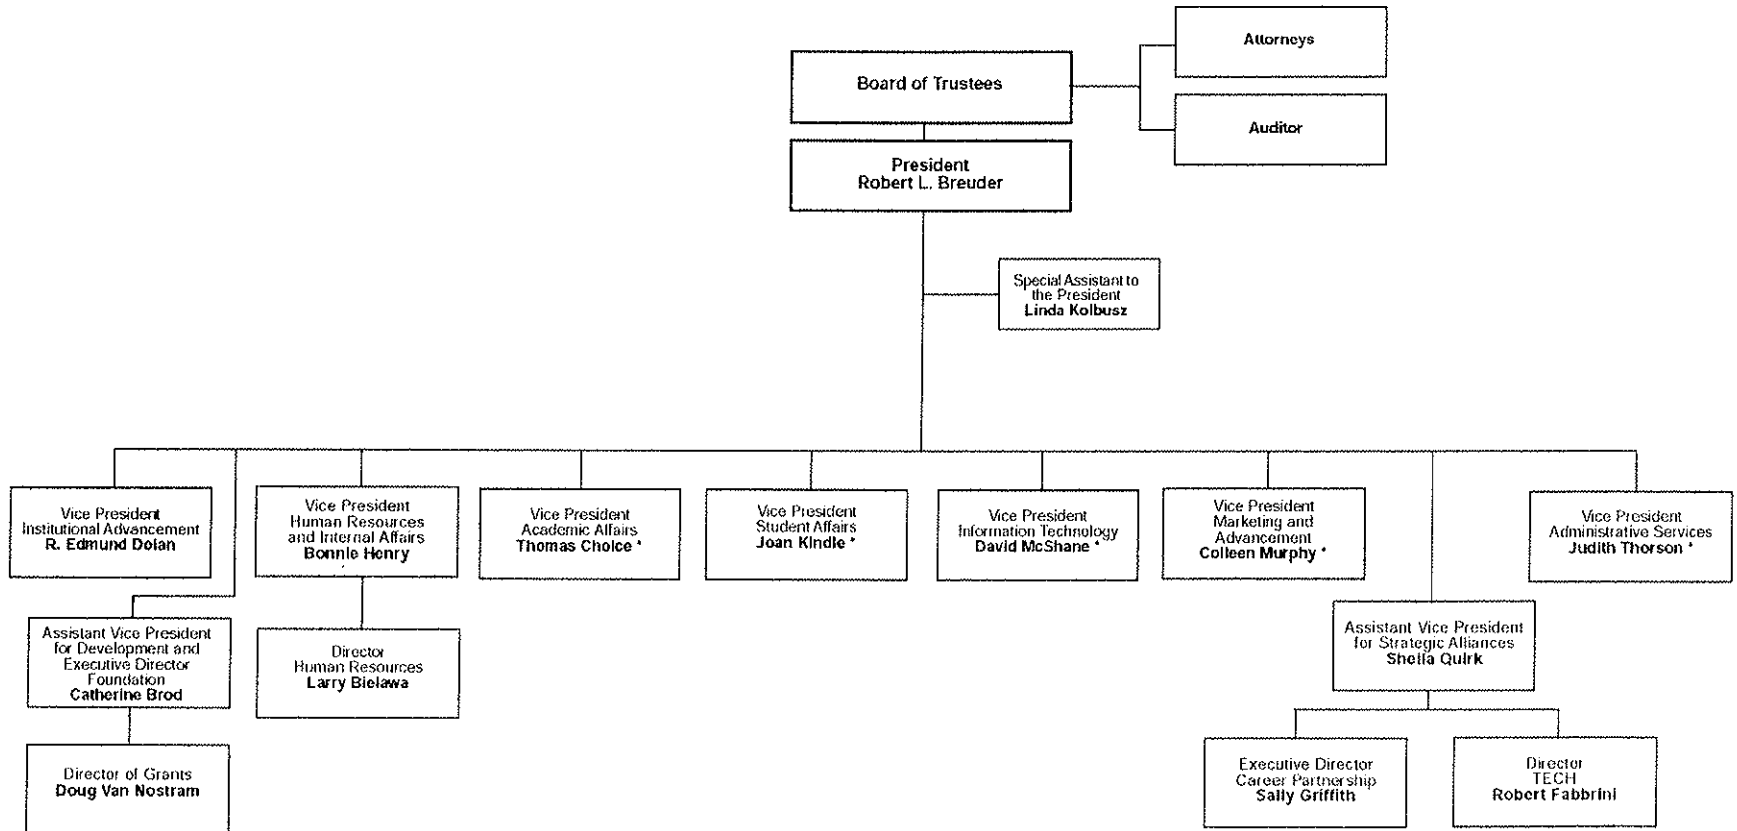 Attorneys
Board of Trustees
Auditor
President
Robert L. Breuder
Special Assistant to
the President
Linda Kolbusz
Vice President
Institutional Advancement
R. Edmund Dolan
Vice President
Human Resources
and Internal Affairs
Bonnie Henry
Vice President
Academic Affairs
Thomas Choice *
Vice President
Student Affairs
Joan Kindle *
Vice President
Information Technology
David McShane *
Vice President
Marketing and
Advancement
Colleen Murphy *
Vice President
Administrative Services
Judith Thorson *
Assistant Vice President
for Development and
Executive Director
Foundation
Catherine Brod
Director
Human Resources
Larry Bielawa
Assistant Vice President
for Strategic Alliances
Sheila Quirk
Director of Grants
Doug Van Nostram
Executive Director
Career Partnership
Sally Griffith
Director
TECH
Robert Fabbrini